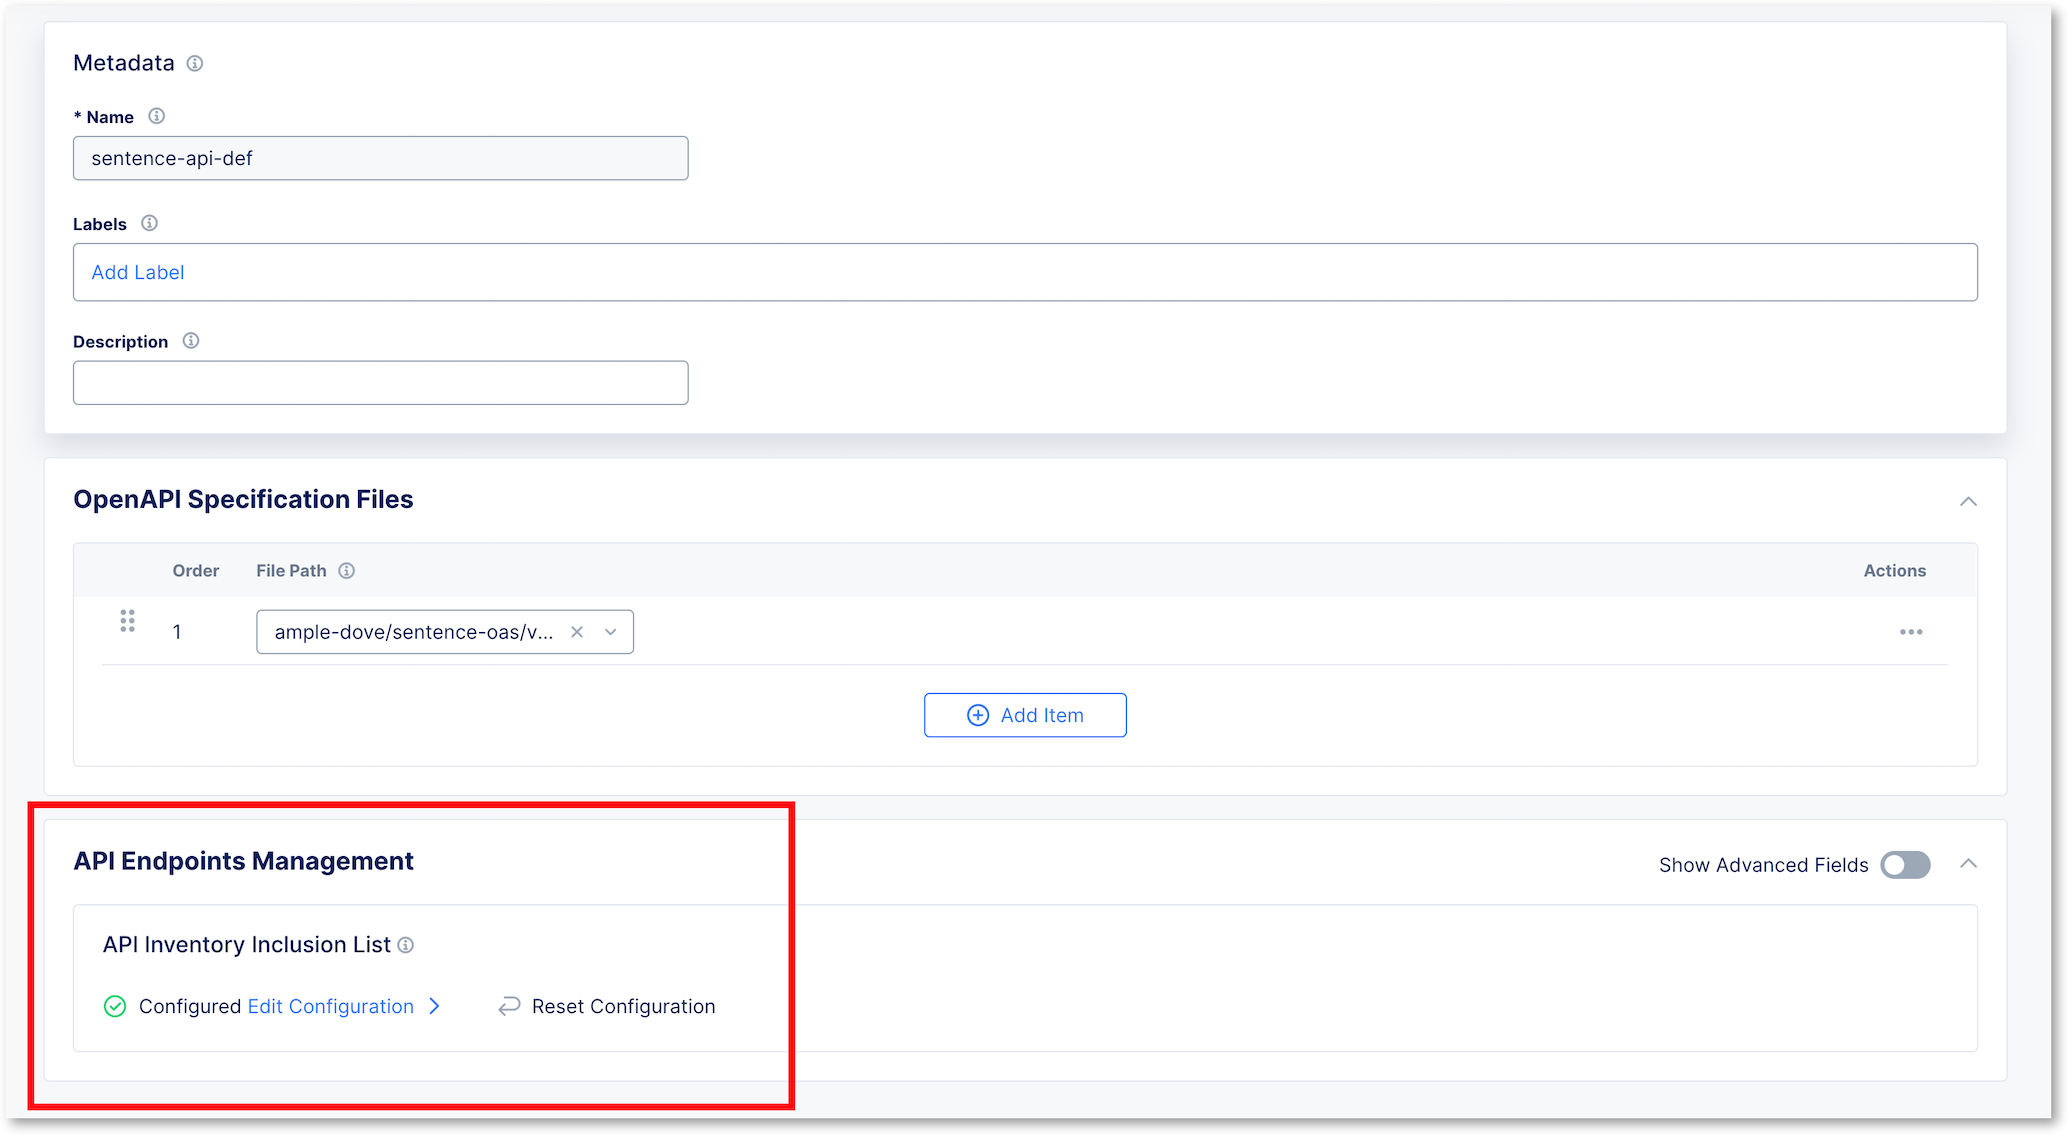 Metadata
* Name
sentence-api-def
Labels
Add Label
Description
OpenAPI Specification Files
Order File Path Actions
1 ample-dove/sentence-oas/v...
Add Item
API Endpoints Management
Show Advanced Fields
API Inventory Inclusion List
Configured Edit Configuration Reset Configuration